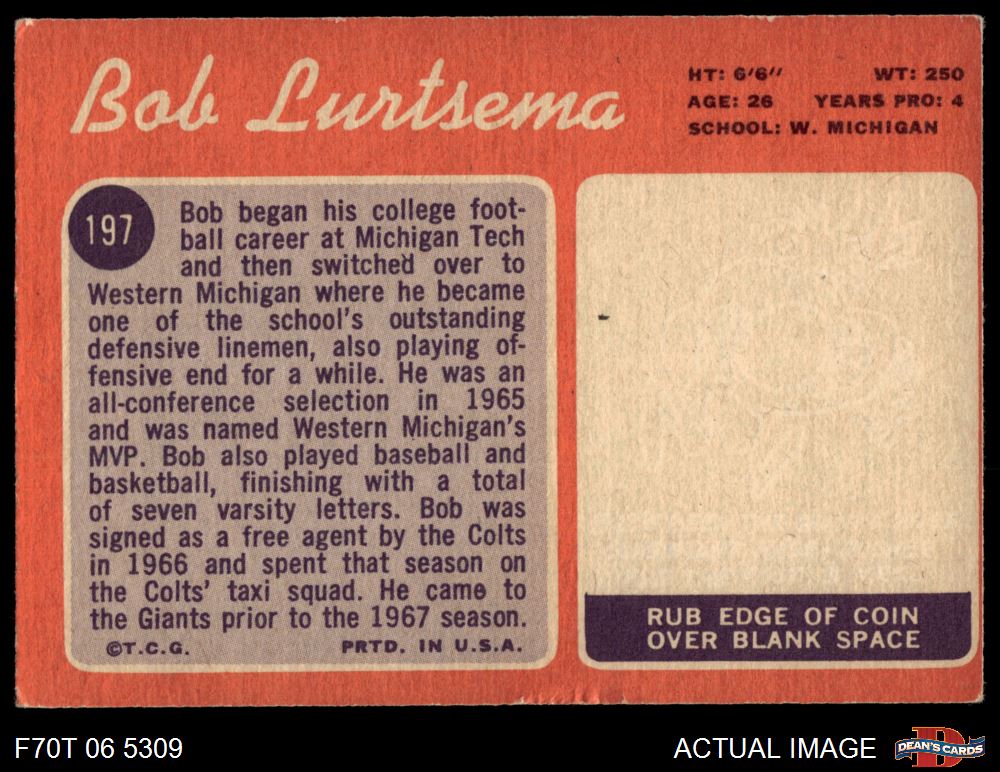 Bob Lurtsema
HT: 6'6" WT: 250
AGE: 26 YEARS PRO: 4
SCHOOL: W. MICHIGAN
197
Bob began his college foot-
ball career at Michigan Tech
and then switched over to
Western Michigan where he became
one of the school's outstanding
defensive linemen, also playing of-
fensive end for a while. He was an
all-conference selection in 1965
and was named Western Michigan's
MVP. Bob also played baseball and
basketball, finishing with a total
of seven varsity letters. Bob was
signed as a free agent by the Colts
in 1966 and spent that season on
the Colts' taxi squad. He came to
the Giants prior to the 1967 season.
©T.C.G. PRTD. IN U.S.A.
RUB EDGE OF COIN
OVER BLANK SPACE
F70T 06 5309
ACTUAL IMAGE
D
DEAN'S CARDS